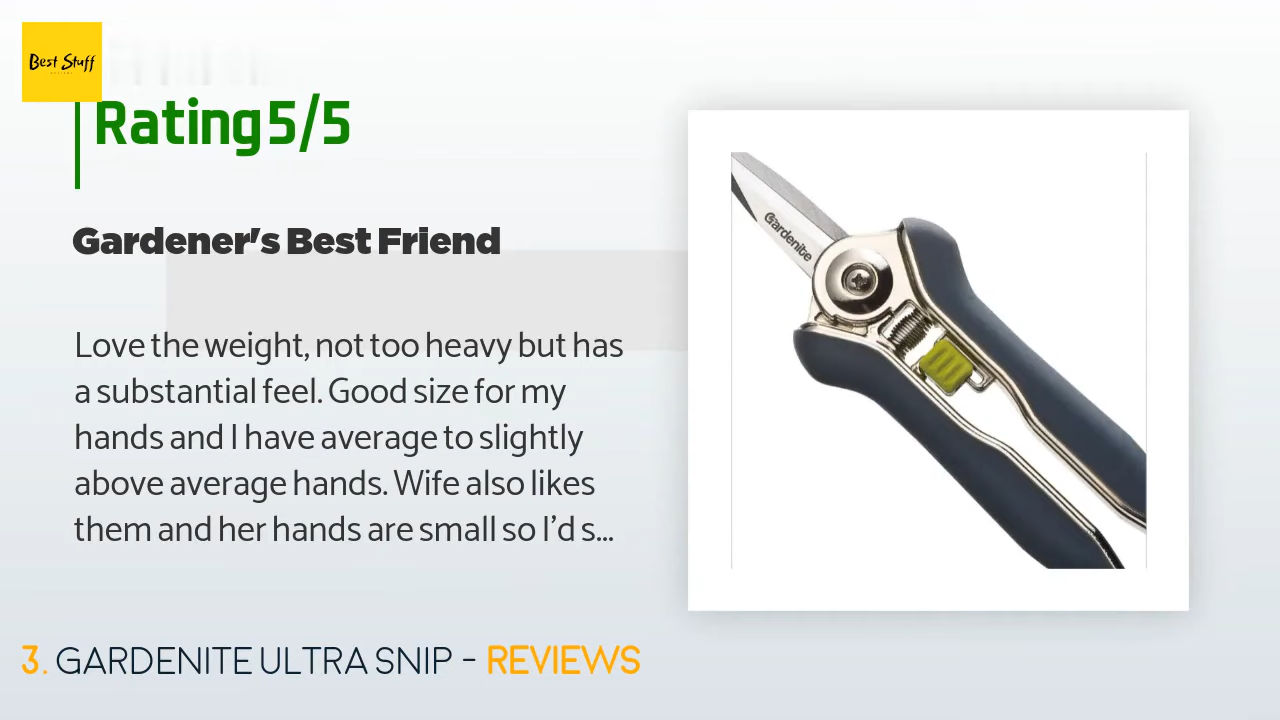 Best Stuff
Rating 5/5
Gardener's Best Friend
Love the weight, not too heavy but has
a substantial feel. Good size for my
hands and I have average to slightly
above average hands. Wife also likes
them and her hands are small so I'd s...
Gardenite
3. GARDENITE ULTRA SNIP - REVIEWS